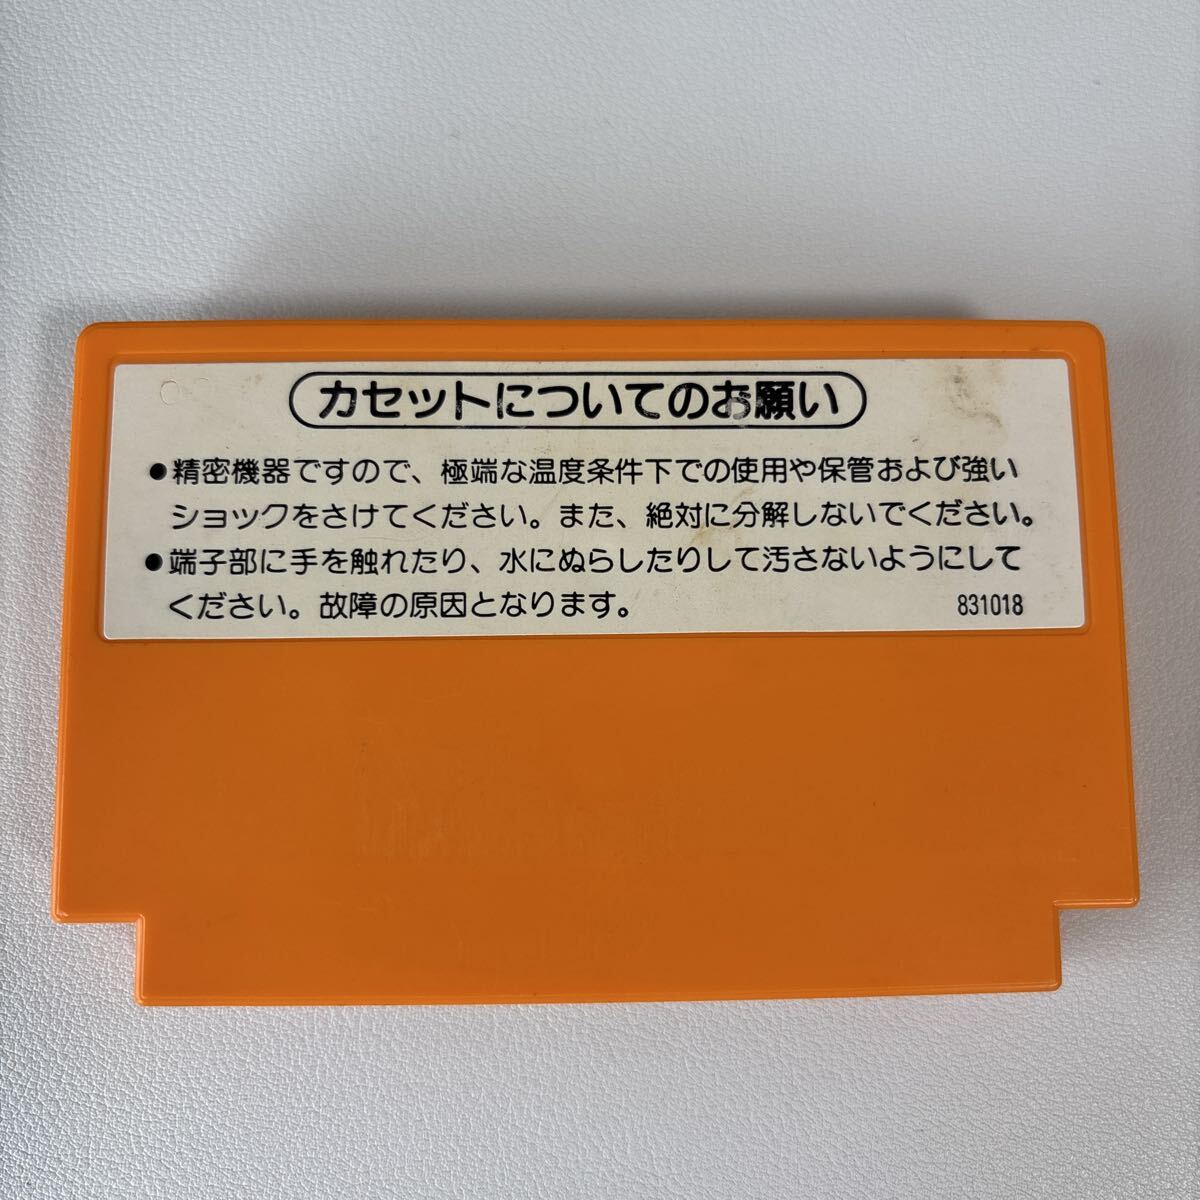 カセットについてのお願い
●精密機器ですので、極端な温度条件下での使用や保管および強い
ショックをさけてください。また、絶対に分解しないでください。
●端子部に手を触れたり、水にぬらしたりして汚さないようにして
ください。故障の原因となります。 831018